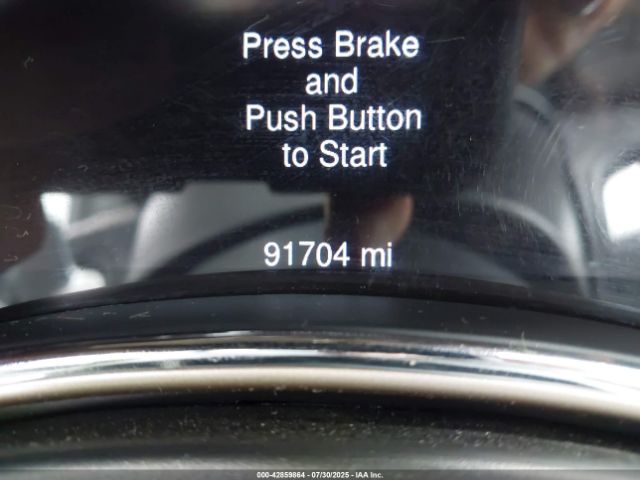 Press Brake
and
Push Button
to Start
91704 mi
000-42859864 - 07/30/2025 - IAA Inc.